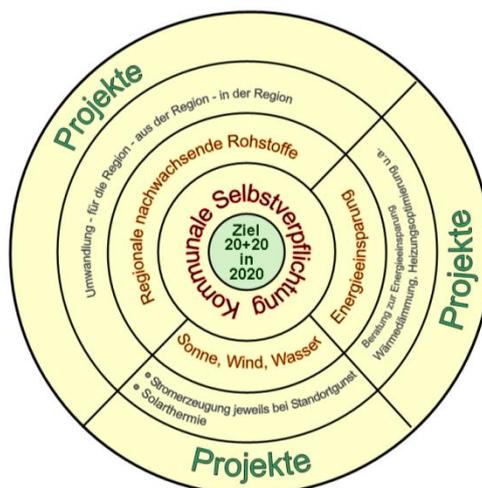 Projekte
Umwandlung - für die Region - aus der Region - in der Region
Regionale nachwachsende Rohstoffe
Kommunale Selbstverpflichtung
Ziel
20+20
in
2020
Energieeinsparung
Beratung zur Energieeinsparung
Wärmedämmung, Heizungsoptimierung u.a.
Projekte
Sonne, Wind, Wasser
• Stromerzeugung jeweils bei Standortgunst
• Solarthermie
Projekte